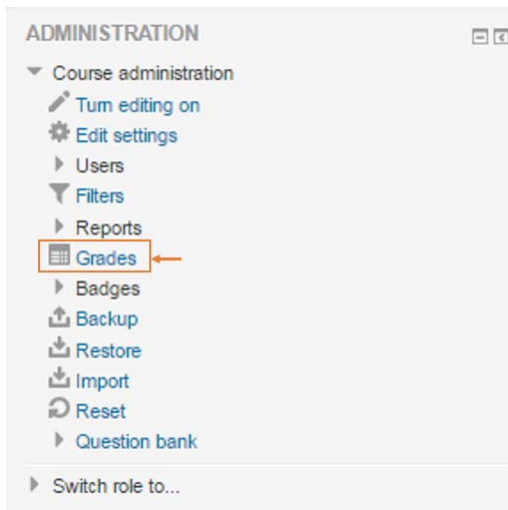 ADMINISTRATION
Course administration
Turn editing on
Edit settings
Users
Filters
Reports
Grades
Badges
Backup
Restore
Import
Reset
Question bank
Switch role to...